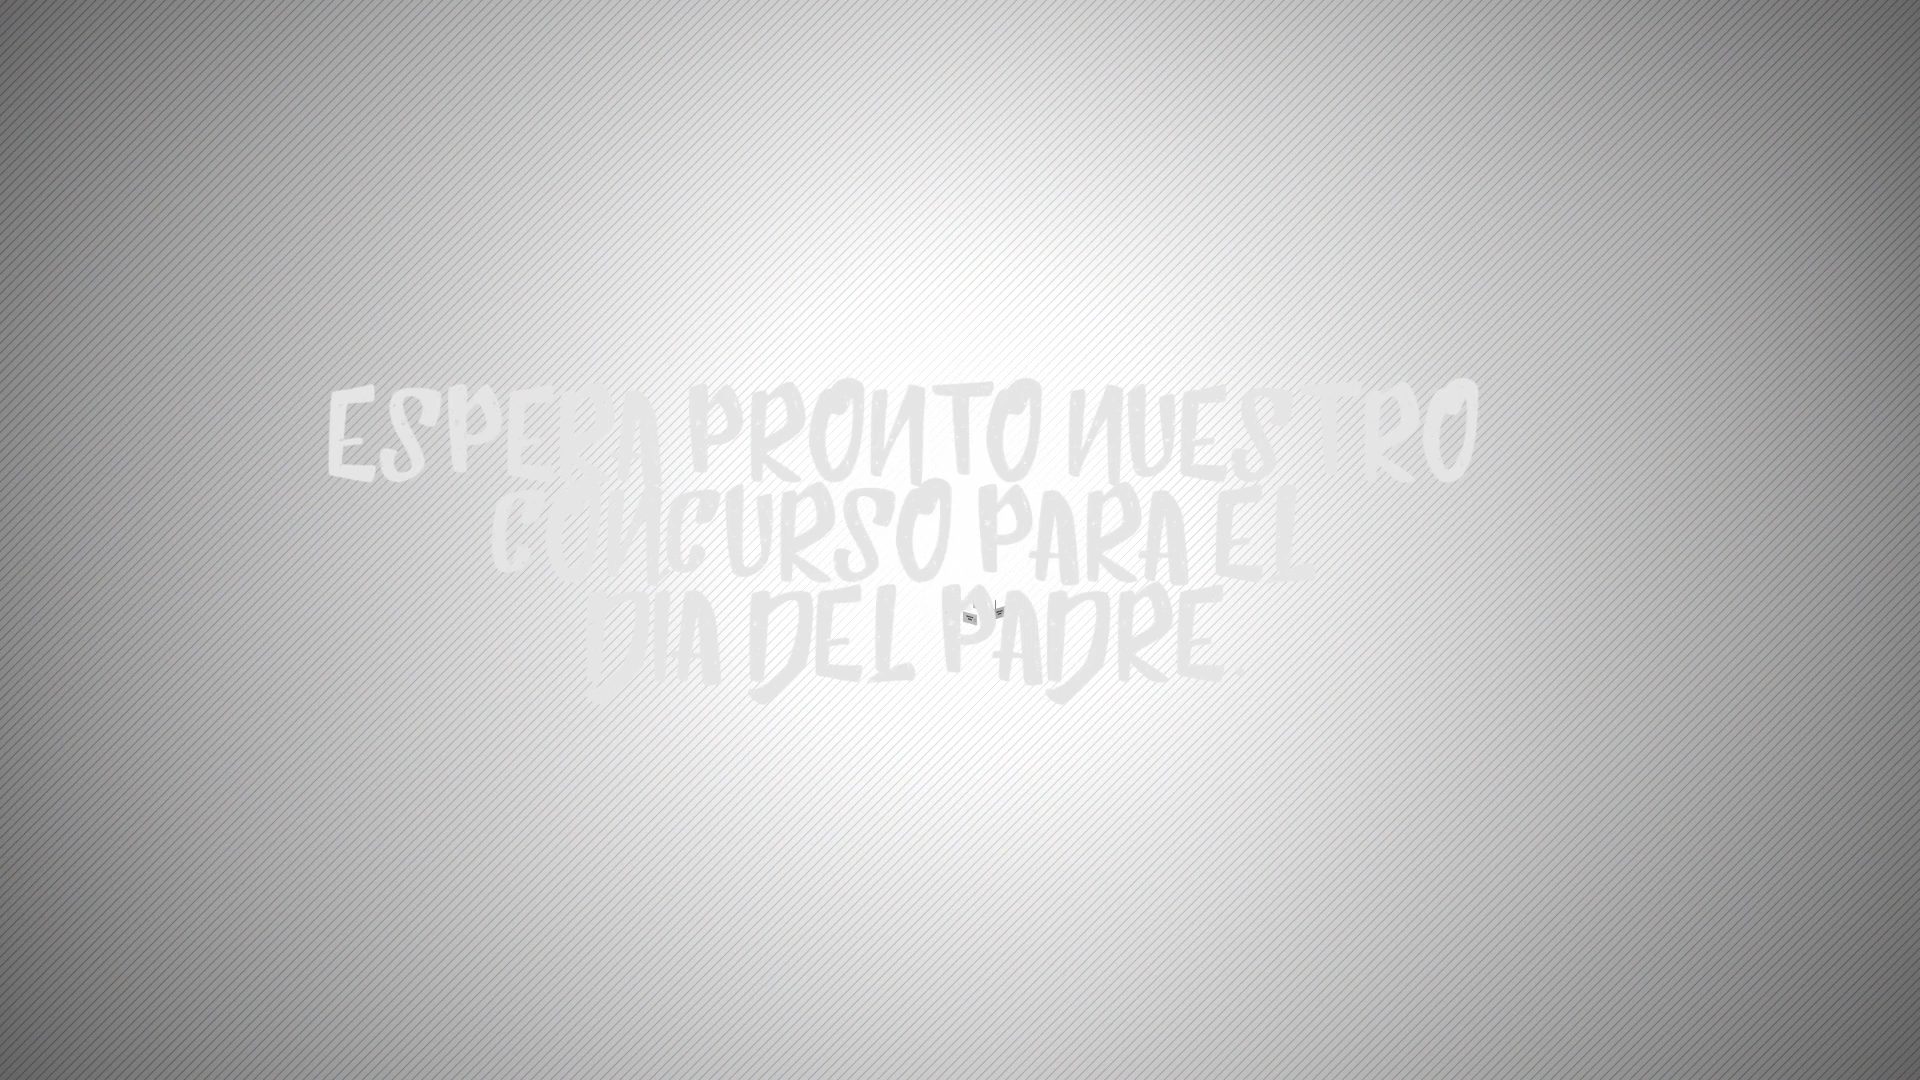 ESPERA PRONTO NUESTRO
CONCURSO PARA EL
DIA DEL PADRE.